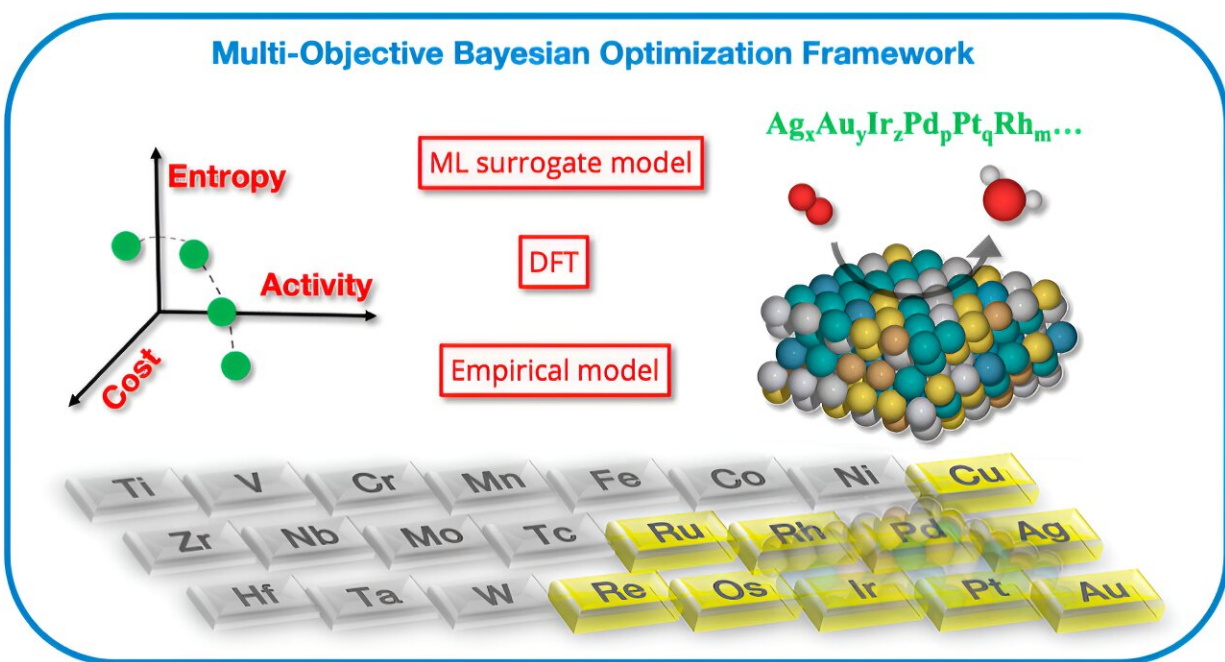 Multi-Objective Bayesian Optimization Framework
AgxAuyIrzPdpPtqRhm...
ML surrogate model
Entropy
DFT
Activity
Cost
Empirical model
Ti V Cr Mn Fe Co Ni Cu
Zr Nb Mo Tc Ru Rh Pd Ag
Hf Ta W Re Os Ir Pt Au